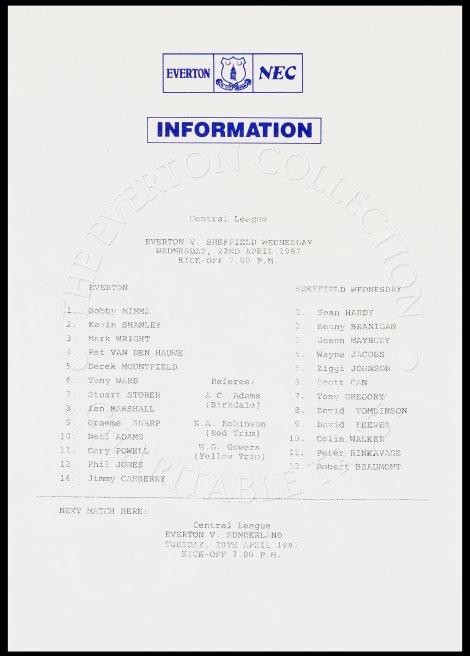 EVERTON NEC
INFORMATION
THE EVERTON COLLECTION CHARITABLE TRUST
Central League
EVERTON V. SHEFFIELD WEDNESDAY
WEDNESDAY, 22ND APRIL 1987
KICK-OFF 7.00 P.M.
EVERTON
1. Bobby MIMMS
2. Kevin SHANLEY
3. Mark WRIGHT
4. Pat VAN DEN HAUWE
5. Derek MOUNTFIELD
6. Tony WARD
7. Stuart STORER
8. Ian MARSHALL
9. Graeme SHARP
10. Neil ADAMS
11. Gary POWELL
12. Phil JONES
14. Jimmy CARBERRY
Referee:
A.C. Adams
(Birkdale)
K.A. Robinson
(Red Trim)
W.G. Gowers
(Yellow Trim)
SHEFFIELD WEDNESDAY
1. Sean HARDY
2. Kenny BRANIGAN
3. Jason MAYBURY
4. Wayne JACOBS
5. Ziggi JOHNSON
6. Scott CAN
7. Tony GREGORY
8. David TOMLINSON
9. David REEVES
10. Colin WALKER
11. Peter RINKAVAGE
12. Robert BEAUMONT
NEXT MATCH HERE:
Central League
EVERTON V. SUNDERLAND
TUESDAY, 28TH APRIL 1987
KICK-OFF 7.00 P.M.